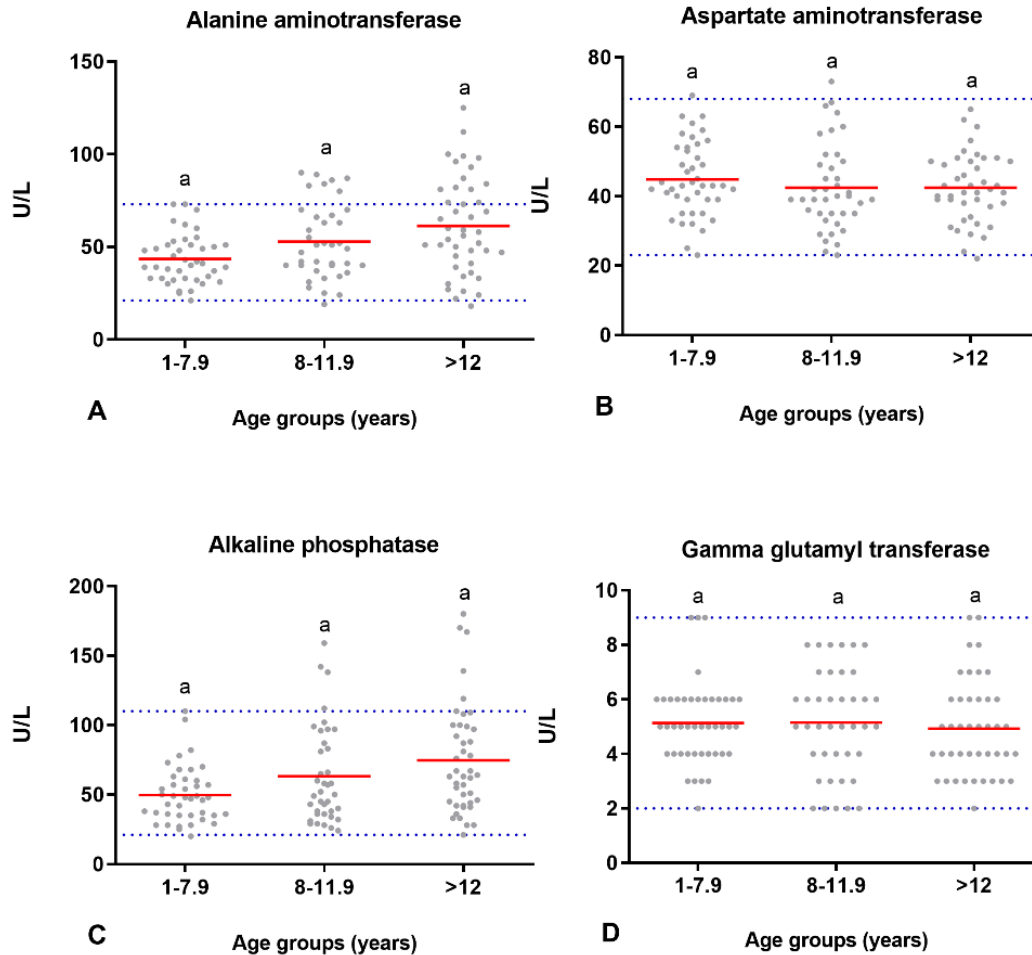 Alanine aminotransferase
150
100
50
0
U/L
a
a
a
1-7.9
8-11.9
>12
A
Age groups (years)
Aspartate aminotransferase
80
60
40
20
0
U/L
a
a
a
1-7.9
8-11.9
>12
B
Age groups (years)
Alkaline phosphatase
200
150
100
50
0
U/L
a
a
a
1-7.9
8-11.9
>12
C
Age groups (years)
Gamma glutamyl transferase
10
8
6
4
2
0
U/L
a
a
a
1-7.9
8-11.9
>12
D
Age groups (years)